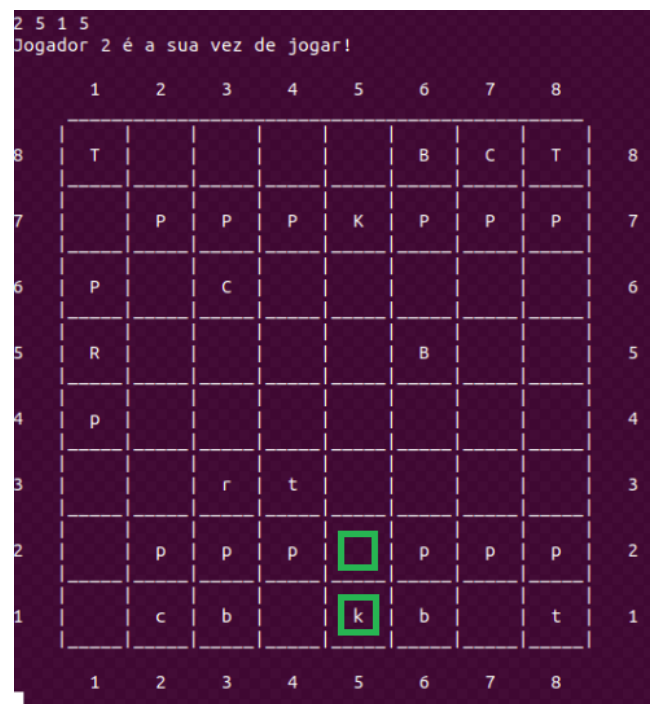 2 5 1 5
Jogador 2 é a sua vez de jogar!
1 2 3 4 5 6 7 8
8 T B C T 8
7 P P P K P P P 7
6 P C 6
5 R B 5
4 p 4
3 r t 3
2 p p p p p p 2
1 c b k b t 1
1 2 3 4 5 6 7 8